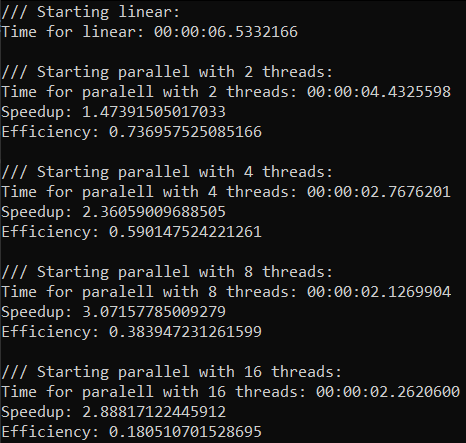 /// Starting linear:
Time for linear: 00:00:06.5332166
/// Starting parallel with 2 threads:
Time for paralell with 2 threads: 00:00:04.4325598
Speedup: 1.47391505017033
Efficiency: 0.736957525085166
/// Starting parallel with 4 threads:
Time for paralell with 4 threads: 00:00:02.7676201
Speedup: 2.36059009688505
Efficiency: 0.590147524221261
/// Starting parallel with 8 threads:
Time for paralell with 8 threads: 00:00:02.1269904
Speedup: 3.07157785009279
Efficiency: 0.383947231261599
/// Starting parallel with 16 threads:
Time for paralell with 16 threads: 00:00:02.2620600
Speedup: 2.88817122445912
Efficiency: 0.180510701528695